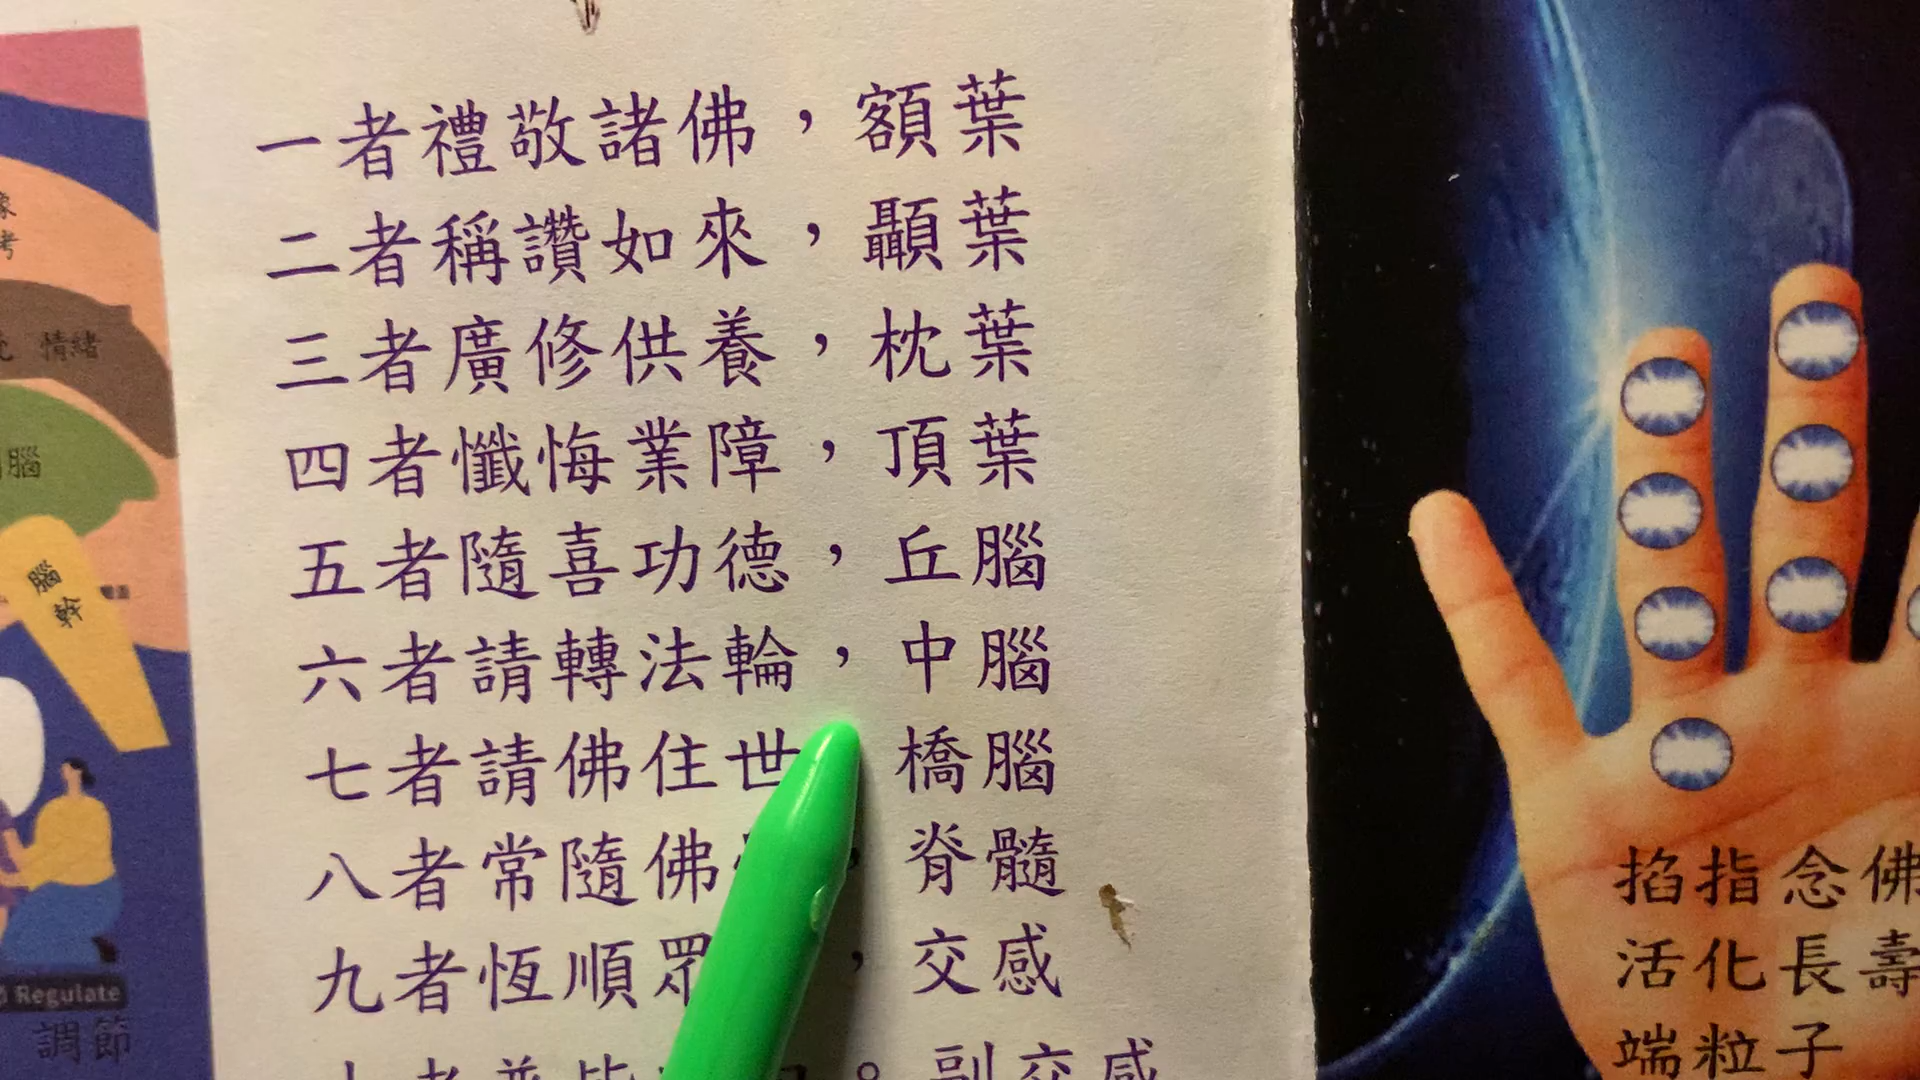 情緒
腦
腦幹
Regulate
調節
一者禮敬諸佛，額葉
二者稱讚如來，顳葉
三者廣修供養，枕葉
四者懺悔業障，頂葉
五者隨喜功德，丘腦
六者請轉法輪，中腦
七者請佛住世 橋腦
八者常隨佛 脊髓
九者恆順眾，交感
十者普皆 。副交感
掐指念佛
活化長壽
端粒子